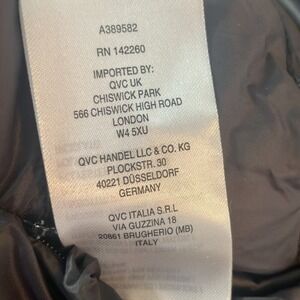 A389582
RN 142260
IMPORTED BY:
QVC UK
CHISWICK PARK
566 CHISWICK HIGH ROAD
LONDON
W4 5XU
QVC HANDEL LLC & CO. KG
PLOCKSTR. 30
40221 DÜSSELDORF
GERMANY
QVC ITALIA S.R.L
VIA GUZZINA 18
20861 BRUGHERIO (MB)
ITALY